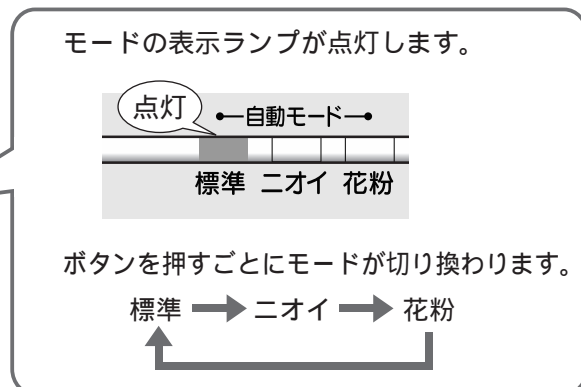 モードの表示ランプが点灯します。
点灯
自動モード
標準 ニオイ 花粉
ボタンを押すごとにモードが切り換わります。
標準 ニオイ 花粉